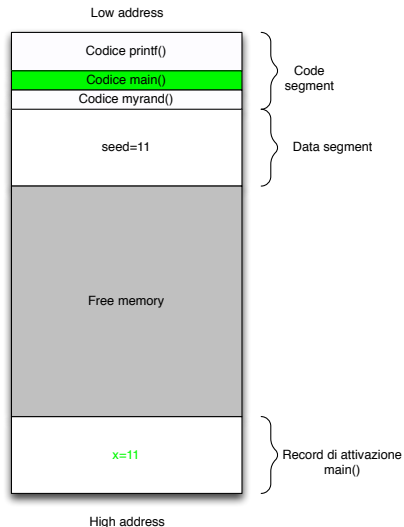 Low address
Codice printf()
Codice main()
Codice myrand()
Code
segment
seed=11
Data segment
Free memory
x=11
Record di attivazione
main()
High address